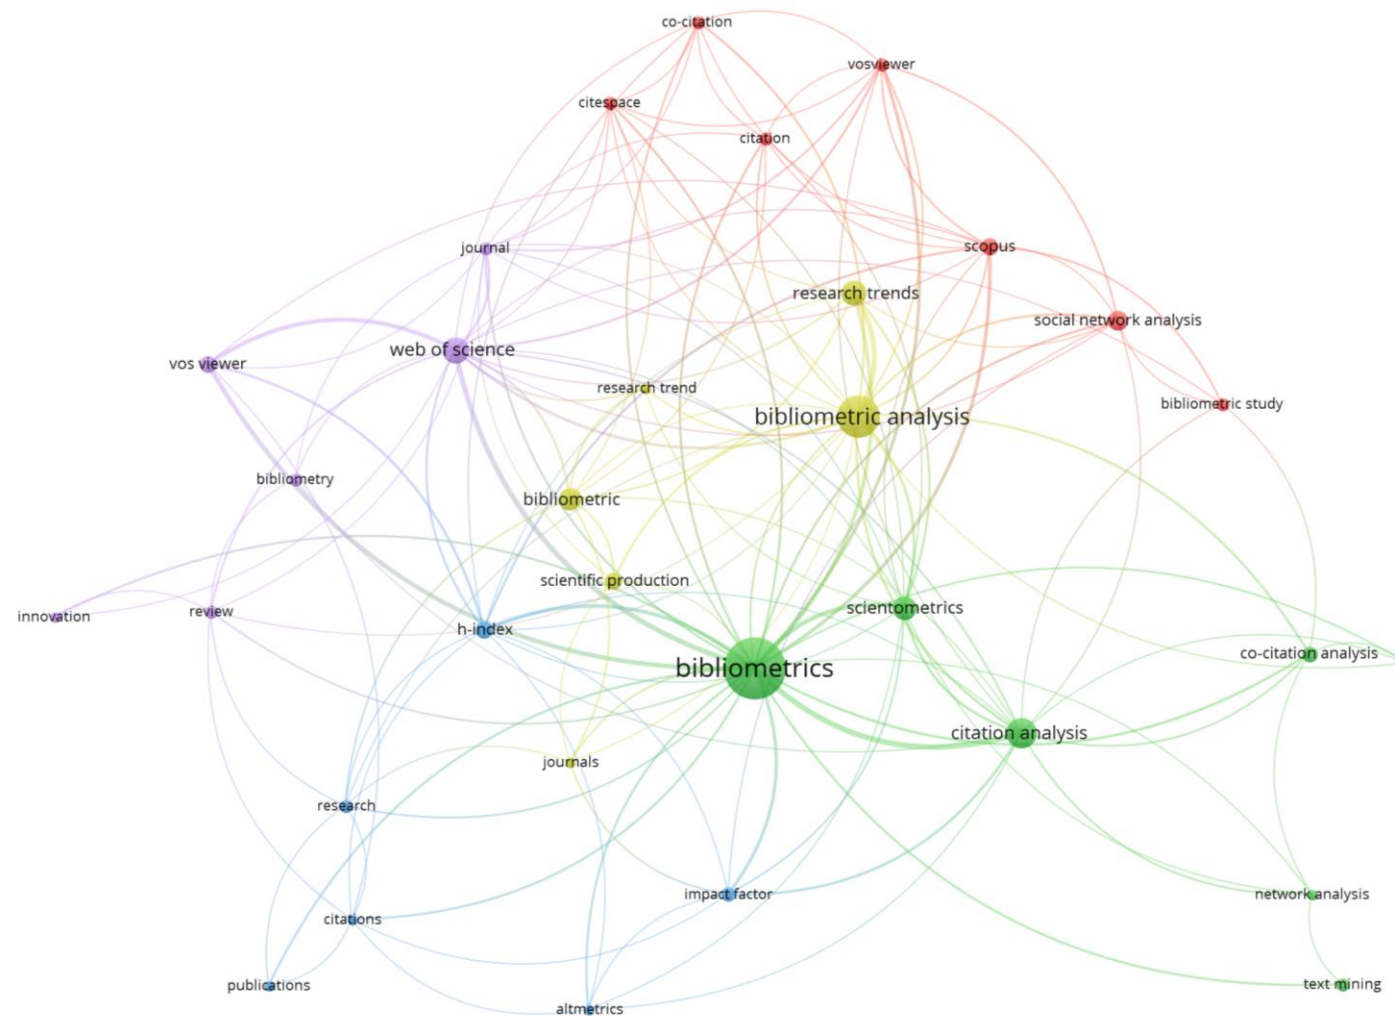 co-citation
vosviewer
citespace
citation
journal
scopus
research trends
social network analysis
web of science
vos viewer
research trend
bibliometric study
bibliometric analysis
bibliometry
bibliometric
scientific production
scientometrics
innovation
review
h-index
co-citation analysis
bibliometrics
citation analysis
journals
research
impact factor
network analysis
citations
publications
text mining
altmetrics